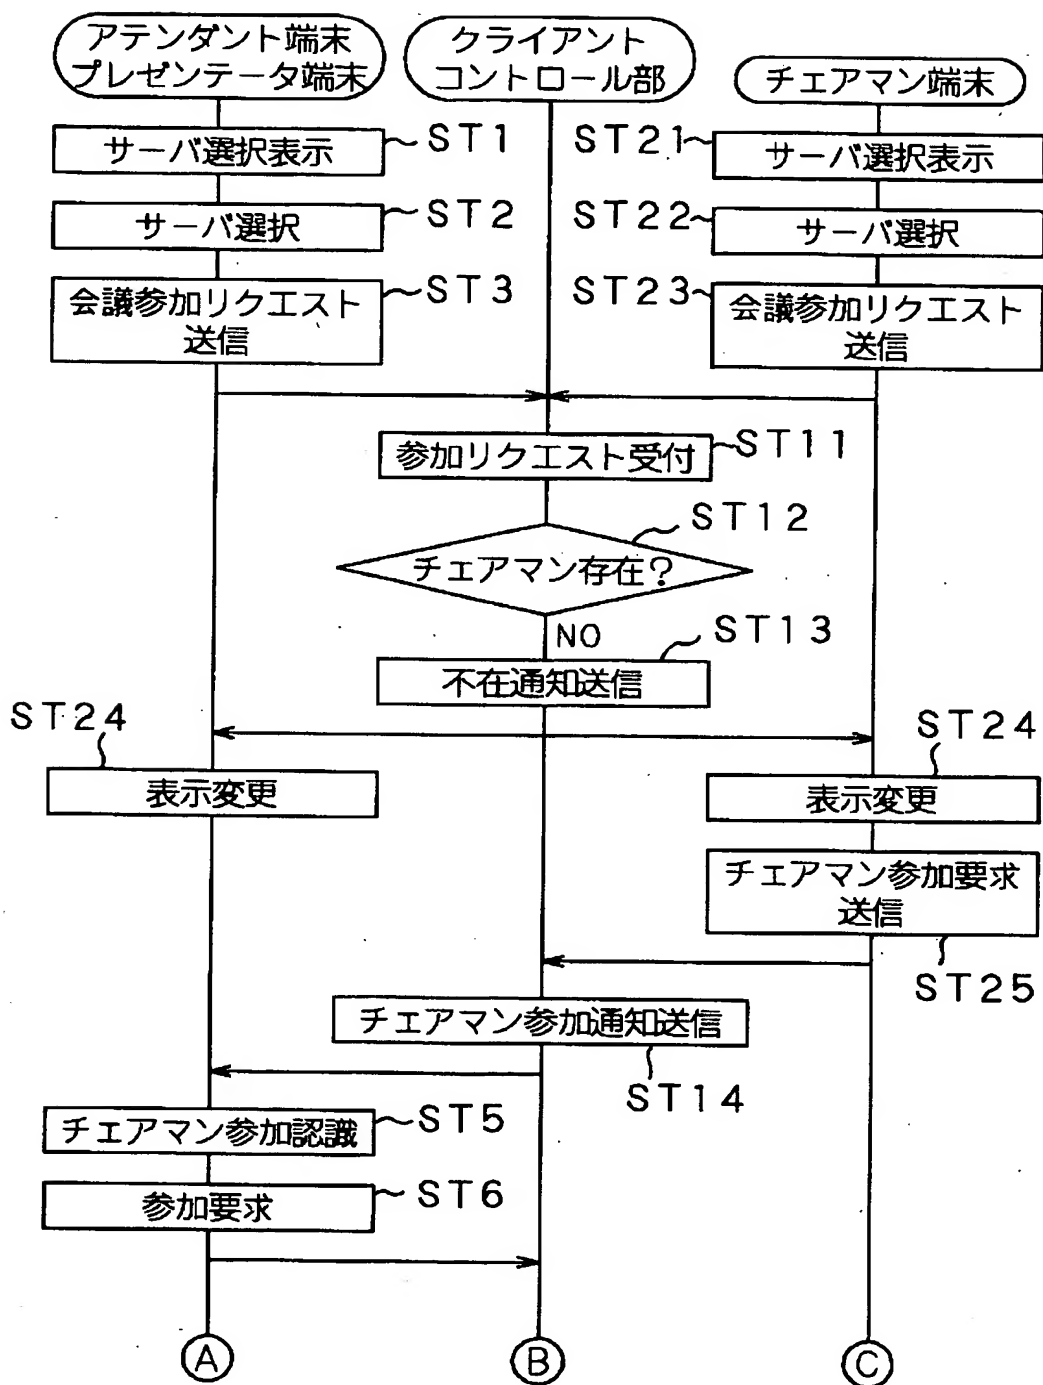 アテンダント端末
プレゼンテータ端末
クライアント
コントロール部
チェアマン端末
サーバ選択表示
ST1
ST21
サーバ選択表示
サーバ選択
ST2
ST22
サーバ選択
会議参加リクエスト
送信
ST3
ST23
会議参加リクエスト
送信
参加リクエスト受付
ST11
ST12
チェアマン存在?
NO
ST13
不在通知送信
ST24
表示変更
ST24
表示変更
チェアマン参加要求
送信
ST25
チェアマン参加通知送信
ST14
チェアマン参加認識
ST5
参加要求
ST6
A
B
C